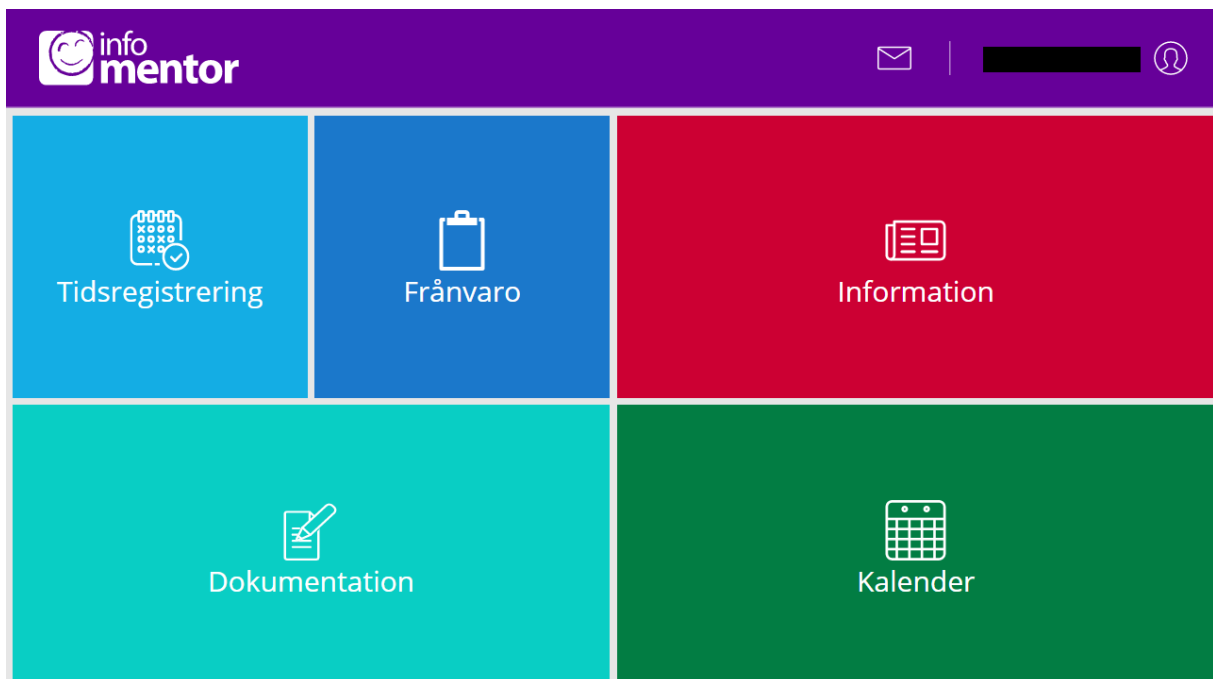 info
mentor
Tidsregistrering
Frånvaro
Information
Dokumentation
Kalender